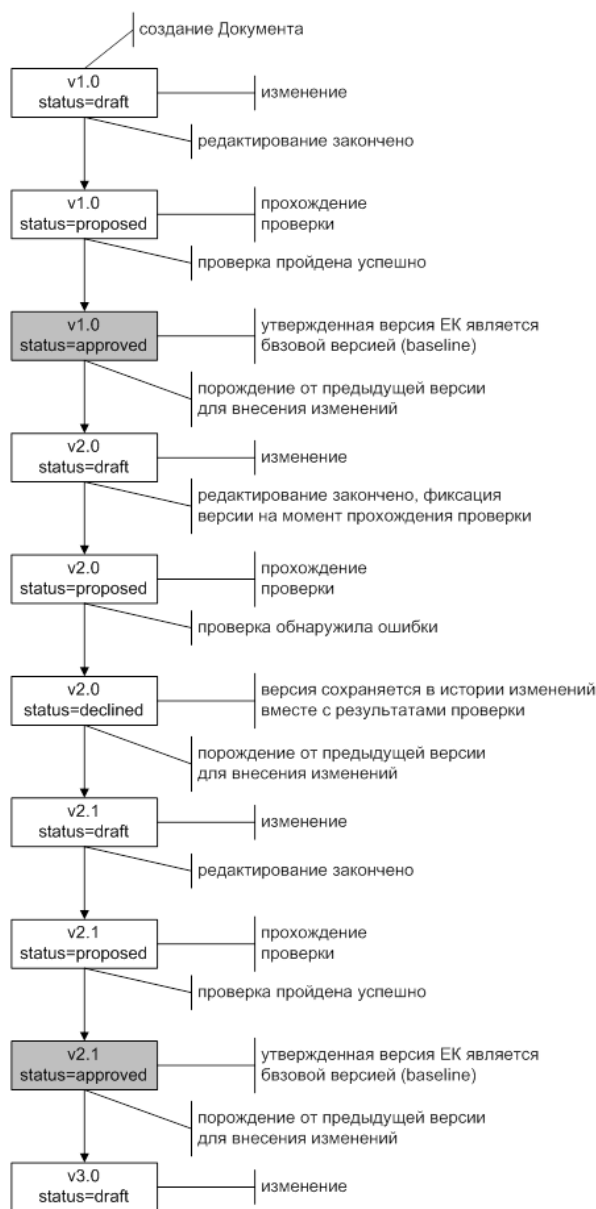 создание Документа
v1.0
status=draft
изменение
редактирование закончено
v1.0
status=proposed
прохождение
проверки
проверка пройдена успешно
v1.0
status=approved
утвержденная версия ЕК является
бвзовой версией (baseline)
порождение от предыдущей версии
для внесения изменений
v2.0
status=draft
изменение
редактирование закончено, фиксация
версии на момент прохождения проверки
v2.0
status=proposed
прохождение
проверки
проверка обнаружила ошибки
v2.0
status=declined
версия сохраняется в истории изменений
вместе с результатами проверки
порождение от предыдущей версии
для внесения изменений
v2.1
status=draft
изменение
редактирование закончено
v2.1
status=proposed
прохождение
проверки
проверка пройдена успешно
v2.1
status=approved
утвержденная версия ЕК является
бвзовой версией (baseline)
порождение от предыдущей версии
для внесения изменений
v3.0
status=draft
изменение